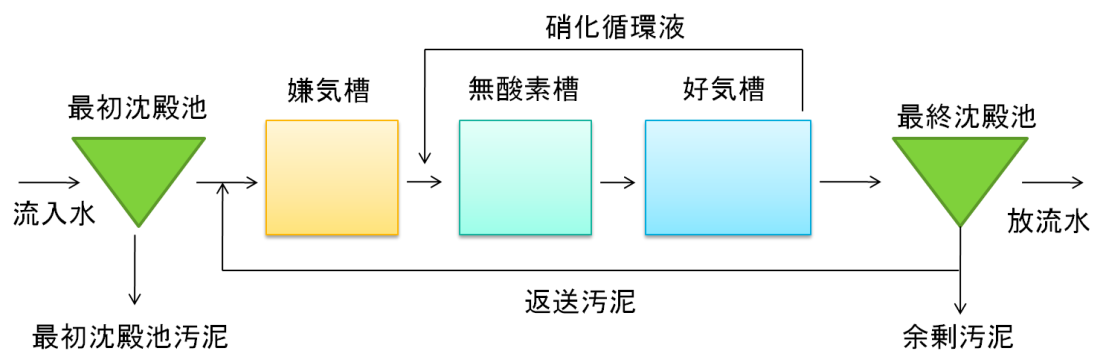 硝化循環液
最初沈殿池
嫌気槽
無酸素槽
好気槽
最終沈殿池
流入水
放流水
返送汚泥
最初沈殿池汚泥
余剰汚泥